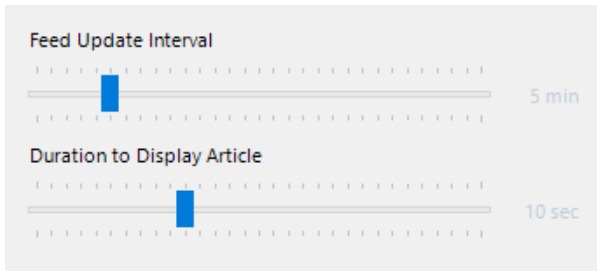 Feed Update Interval
5 min
Duration to Display Article
10 sec